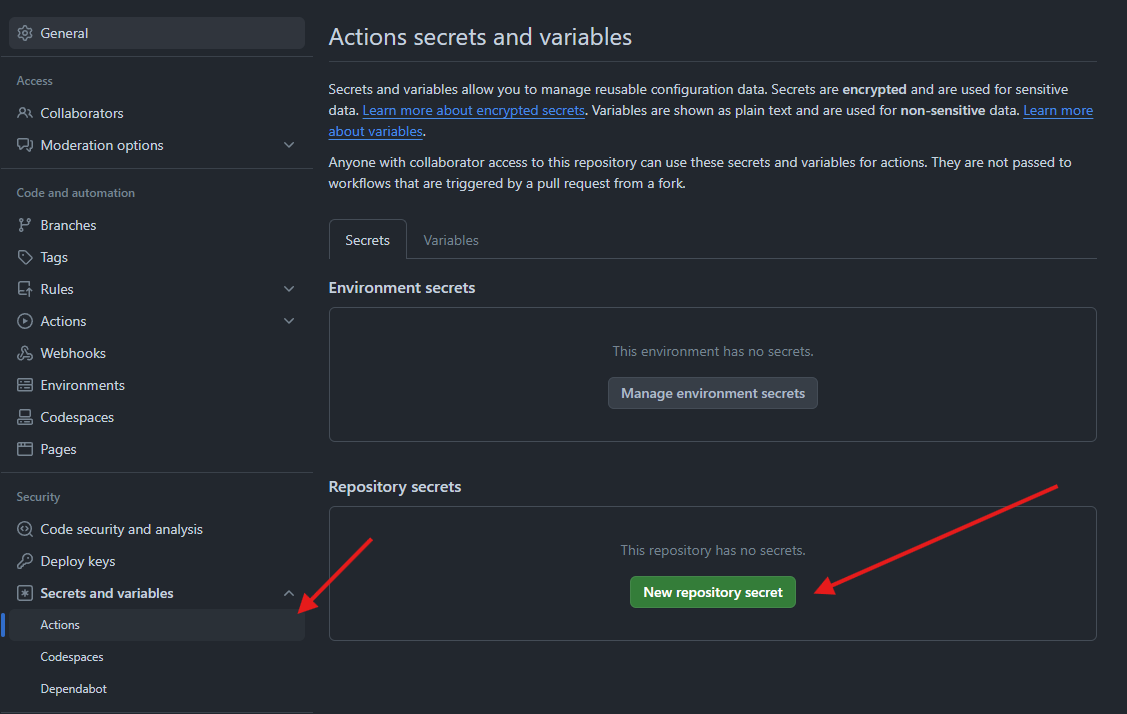 General
Access
Collaborators
Moderation options
Code and automation
Branches
Tags
Rules
Actions
Webhooks
Environments
Codespaces
Pages
Security
Code security and analysis
Deploy keys
Secrets and variables
Actions
Codespaces
Dependabot
Actions secrets and variables
Secrets and variables allow you to manage reusable configuration data. Secrets are encrypted and are used for sensitive
data. Learn more about encrypted secrets. Variables are shown as plain text and are used for non-sensitive data. Learn more
about variables.
Anyone with collaborator access to this repository can use these secrets and variables for actions. They are not passed to
workflows that are triggered by a pull request from a fork.
Secrets
Variables
Environment secrets
This environment has no secrets.
Manage environment secrets
Repository secrets
This repository has no secrets.
New repository secret